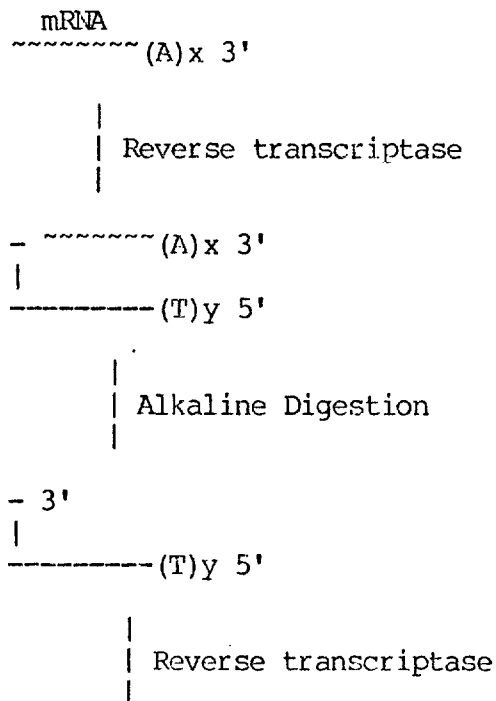 mRNA
~~~~~~~~ (A)x 3'
|
| Reverse transcriptase
|
- ~~~~~~~ (A)x 3'
|
---------- (T)y 5'
|
| Alkaline Digestion
|
- 3'
|
---------- (T)y 5'
|
| Reverse transcriptase
|